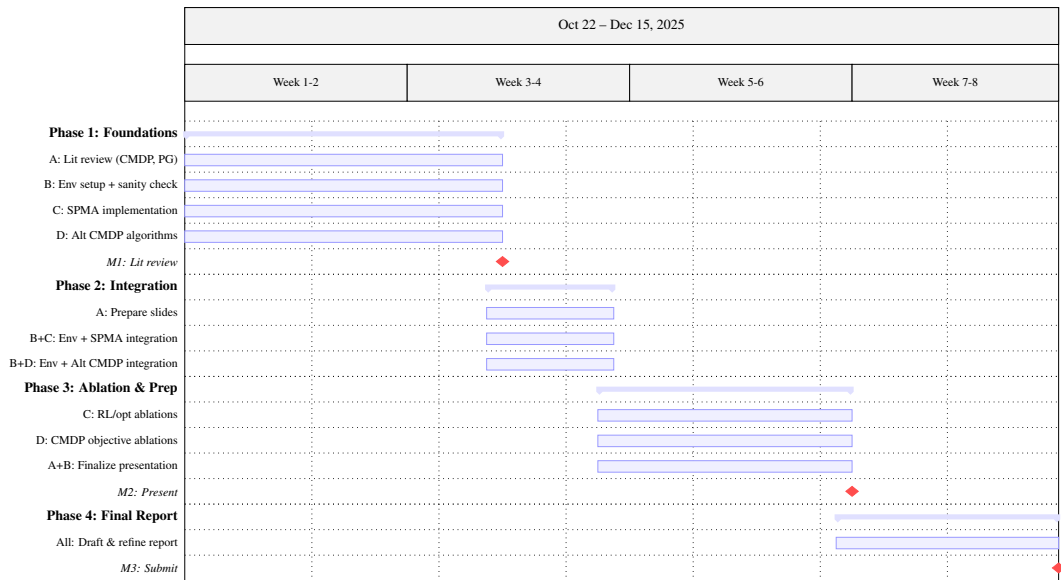 Oct 22 – Dec 15, 2025
Week 1-2 Week 3-4 Week 5-6 Week 7-8
Phase 1: Foundations
A: Lit review (CMDP, PG)
B: Env setup + sanity check
C: SPMA implementation
D: Alt CMDP algorithms
M1: Lit review
Phase 2: Integration
A: Prepare slides
B+C: Env + SPMA integration
B+D: Env + Alt CMDP integration
Phase 3: Ablation & Prep
C: RL/opt ablations
D: CMDP objective ablations
A+B: Finalize presentation
M2: Present
Phase 4: Final Report
All: Draft & refine report
M3: Submit